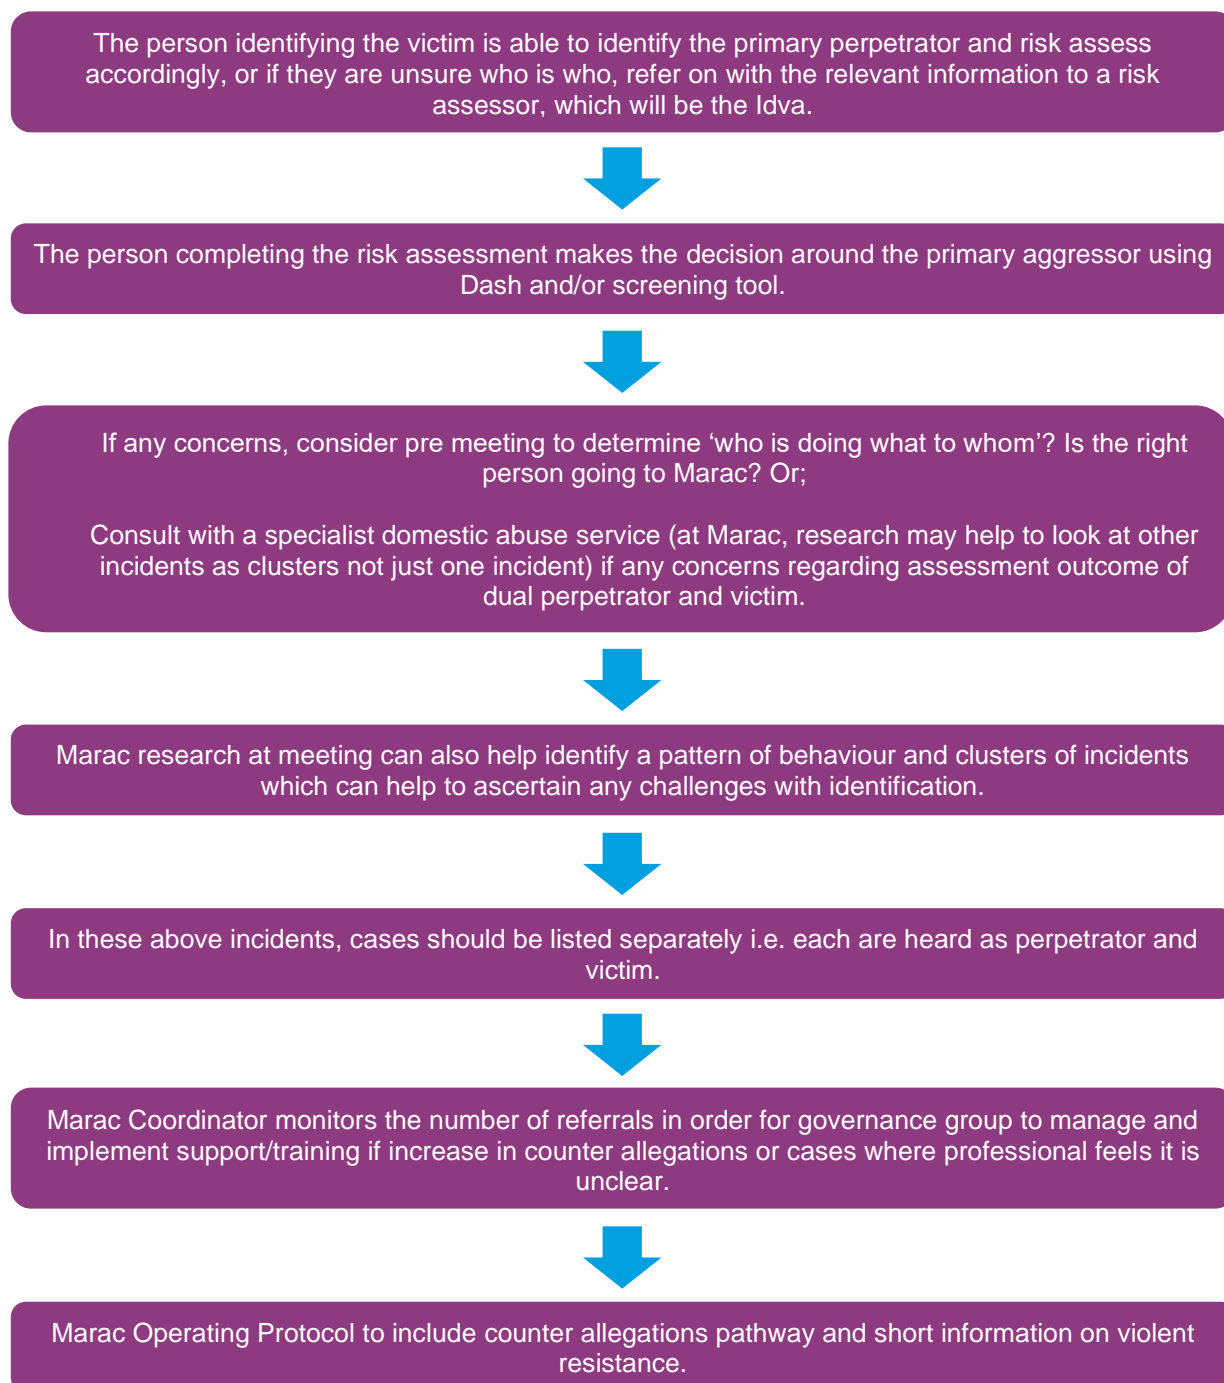 The person identifying the victim is able to identify the primary perpetrator and risk assess
accordingly, or if they are unsure who is who, refer on with the relevant information to a risk
assessor, which will be the Idva.
The person completing the risk assessment makes the decision around the primary aggressor using
Dash and/or screening tool.
If any concerns, consider pre meeting to determine ‘who is doing what to whom’? Is the right
person going to Marac? Or;
Consult with a specialist domestic abuse service (at Marac, research may help to look at other
incidents as clusters not just one incident) if any concerns regarding assessment outcome of
dual perpetrator and victim.
Marac research at meeting can also help identify a pattern of behaviour and clusters of incidents
which can help to ascertain any challenges with identification.
In these above incidents, cases should be listed separately i.e. each are heard as perpetrator and
victim.
Marac Coordinator monitors the number of referrals in order for governance group to manage and
implement support/training if increase in counter allegations or cases where professional feels it is
unclear.
Marac Operating Protocol to include counter allegations pathway and short information on violent
resistance.